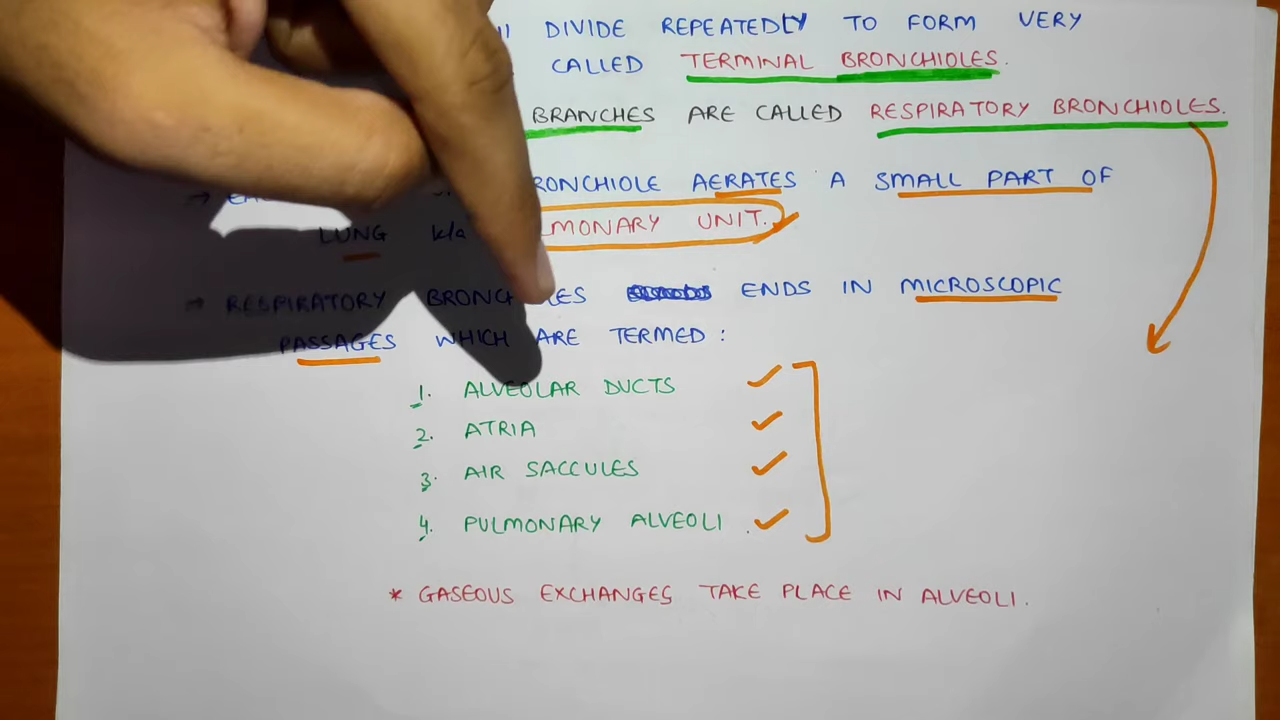 DIVIDE REPEATEDLY TO FORM VERY
CALLED TERMINAL BRONCHIOLES.
BRANCHES ARE CALLED RESPIRATORY BRONCHIOLES.
→ RONCHIOLE AERATES A SMALL PART OF
LUNG k/a MONARY UNIT.
→ RESPIRATORY BRONCHIOLES ENDS IN MICROSCOPIC
PASSAGES WHICH ARE TERMED :
1. ALVEOLAR DUCTS
2. ATRIA
3. AIR SACCULES
4. PULMONARY ALVEOLI.
* GASEOUS EXCHANGES TAKE PLACE IN ALVEOLI.